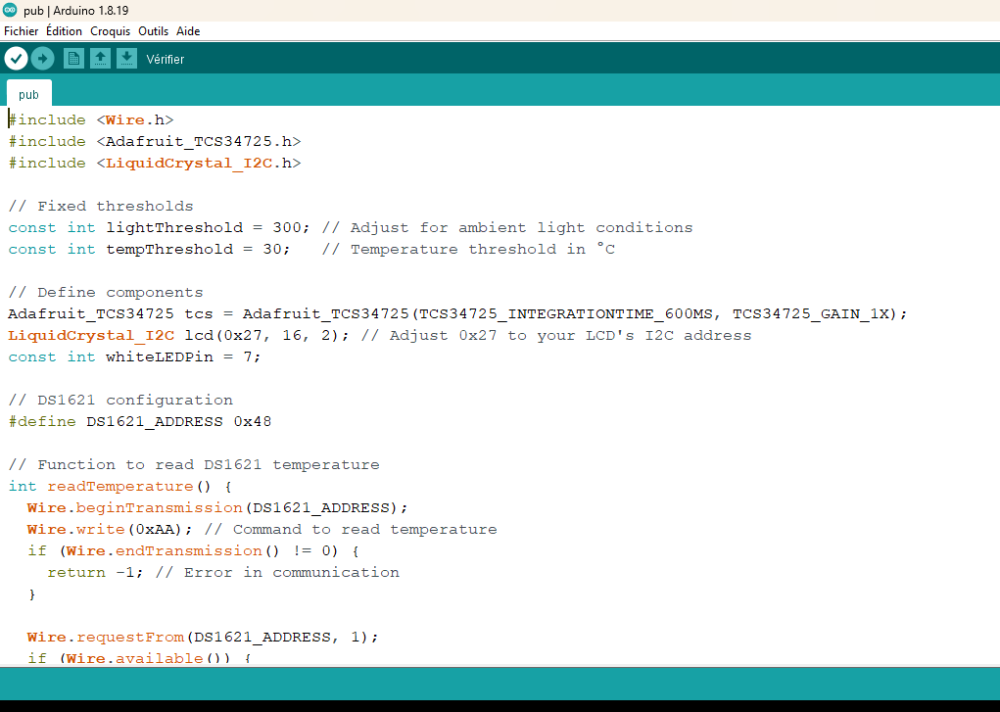 pub | Arduino 1.8.19
Fichier Édition Croquis Outils Aide
Vérifier
pub
#include <Wire.h>
#include <Adafruit_TCS34725.h>
#include <LiquidCrystal_I2C.h>
// Fixed thresholds
const int lightThreshold = 300; // Adjust for ambient light conditions
const int tempThreshold = 30;   // Temperature threshold in °C
// Define components
Adafruit_TCS34725 tcs = Adafruit_TCS34725(TCS34725_INTEGRATIONTIME_600MS, TCS34725_GAIN_1X);
LiquidCrystal_I2C lcd(0x27, 16, 2); // Adjust 0x27 to your LCD's I2C address
const int whiteLEDPin = 7;
// DS1621 configuration
#define DS1621_ADDRESS 0x48
// Function to read DS1621 temperature
int readTemperature() {
  Wire.beginTransmission(DS1621_ADDRESS);
  Wire.write(0xAA); // Command to read temperature
  if (Wire.endTransmission() != 0) {
    return -1; // Error in communication
  }
  Wire.requestFrom(DS1621_ADDRESS, 1);
  if (Wire.available()) {